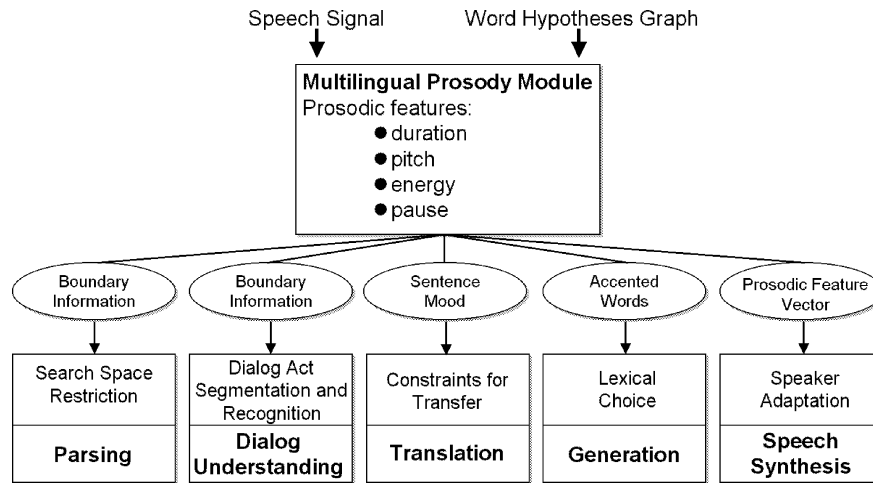 Speech Signal
Word Hypotheses Graph
Multilingual Prosody Module
Prosodic features:
● duration
● pitch
● energy
● pause
Boundary
Information
Boundary
Information
Sentence
Mood
Accented
Words
Prosodic Feature
Vector
Search Space
Restriction
Parsing
Dialog Act
Segmentation and
Recognition
Dialog
Understanding
Constraints for
Transfer
Translation
Lexical
Choice
Generation
Speaker
Adaptation
Speech
Synthesis